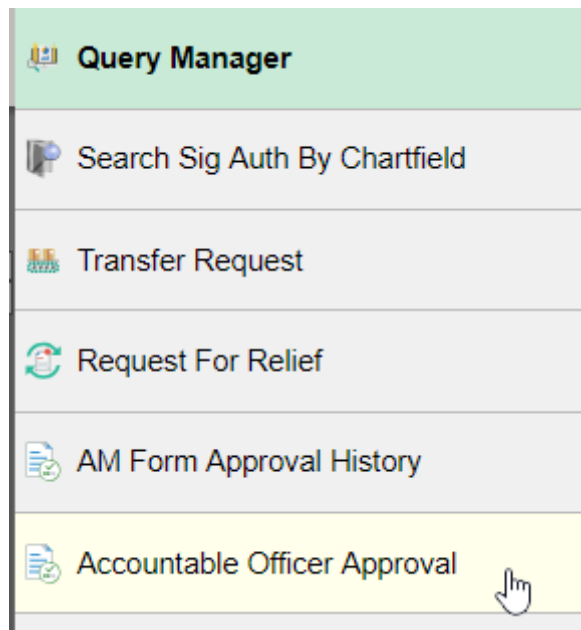 Query Manager
Search Sig Auth By Chartfield
Transfer Request
Request For Relief
AM Form Approval History
Accountable Officer Approval